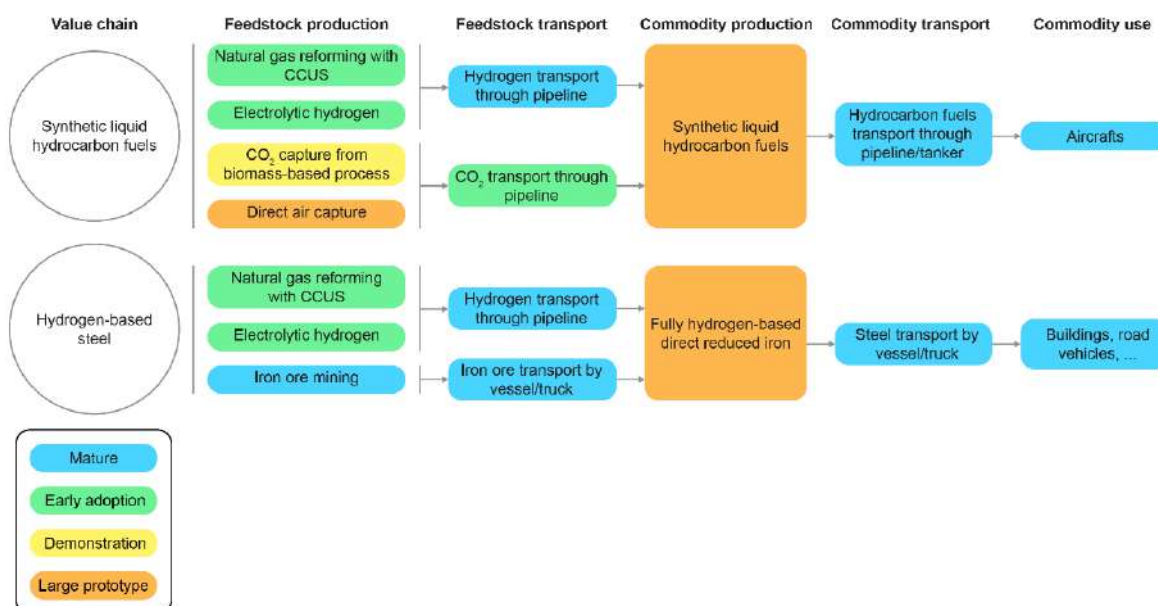 Value chain
Feedstock production
Feedstock transport
Commodity production
Commodity transport
Commodity use
Synthetic liquid
hydrocarbon fuels
Natural gas reforming with
CCUS
Electrolytic hydrogen
CO₂ capture from
biomass-based process
Direct air capture
Hydrogen transport
through pipeline
CO₂ transport through
pipeline
Synthetic liquid
hydrocarbon fuels
Hydrocarbon fuels
transport through
pipeline/tanker
Aircrafts
Hydrogen-based
steel
Natural gas reforming
with CCUS
Electrolytic hydrogen
Iron ore mining
Hydrogen transport
through pipeline
Iron ore transport by
vessel/truck
Fully hydrogen-based
direct reduced iron
Steel transport by
vessel/truck
Buildings, road
vehicles, ...
Mature
Early adoption
Demonstration
Large prototype